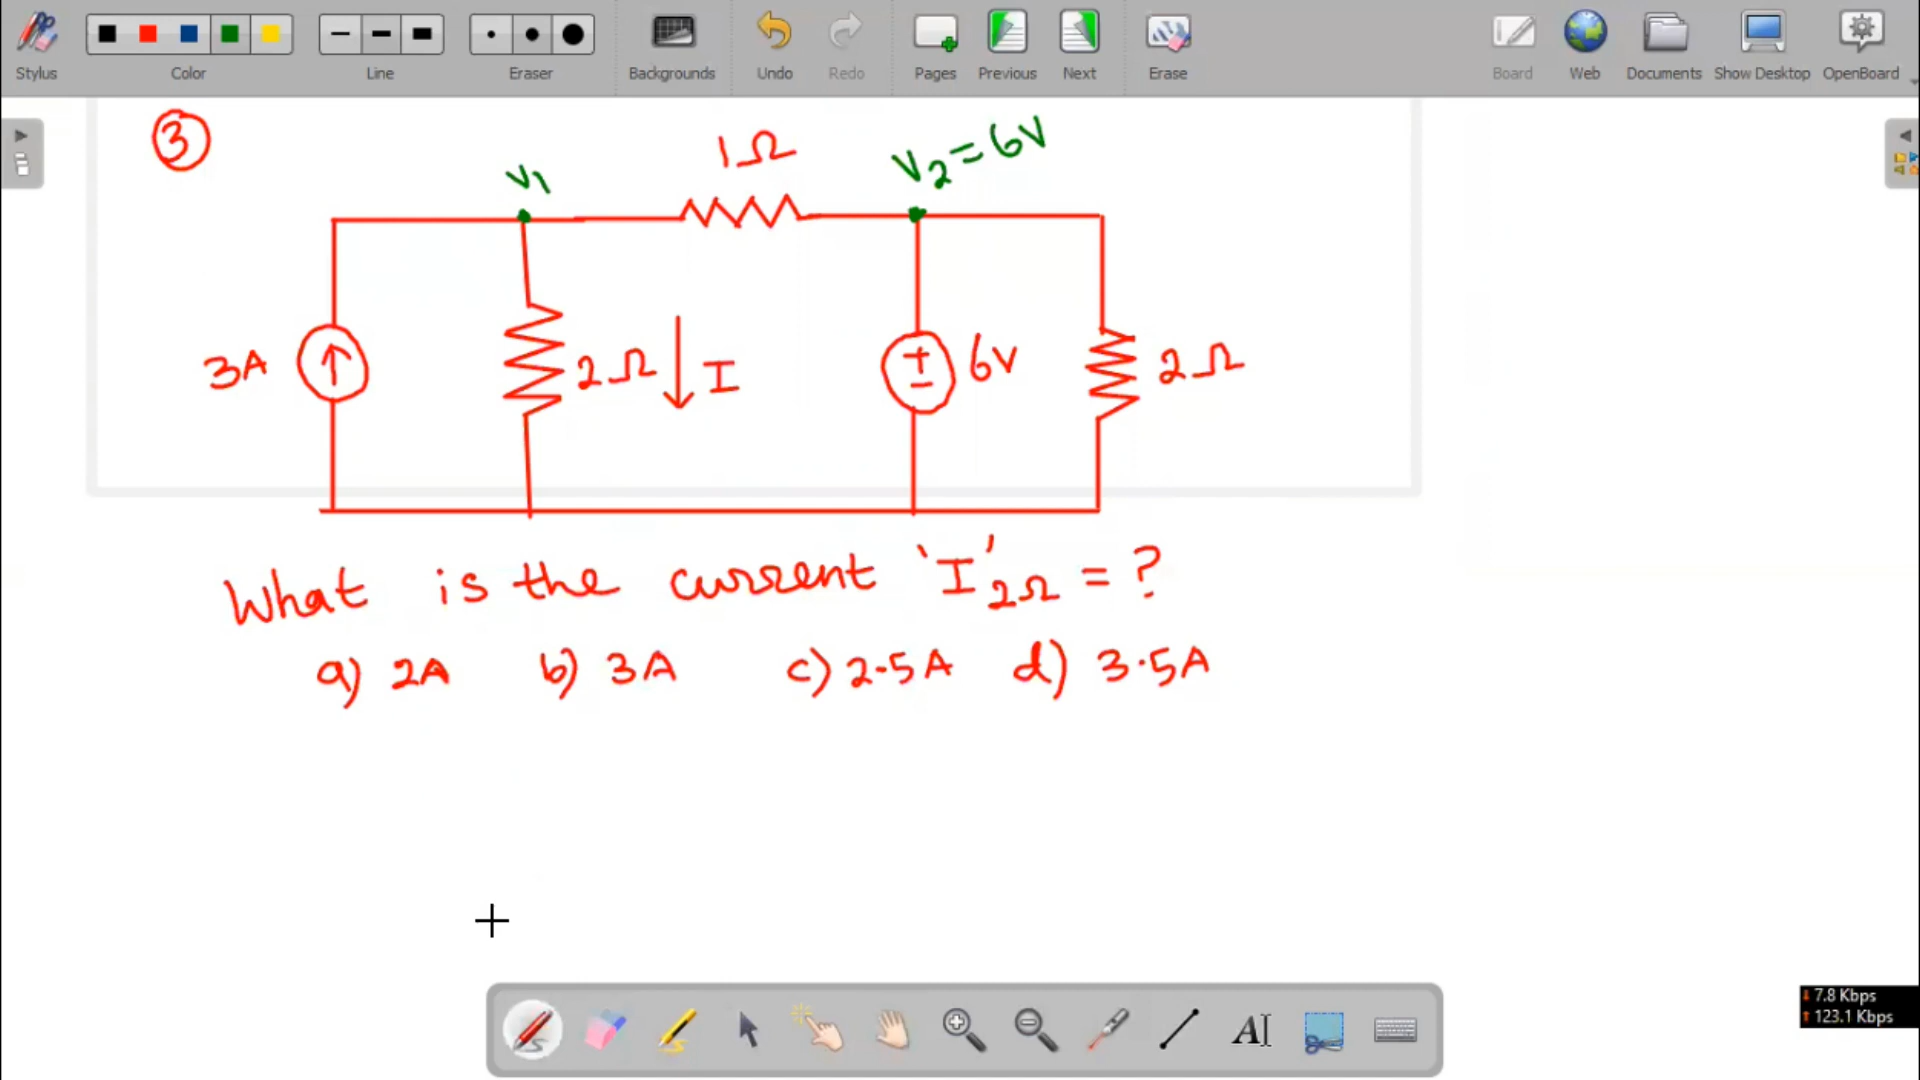 Stylus Color Line Eraser Backgrounds Undo Redo Pages Previous Next Erase Board Web Documents Show Desktop OpenBoard
3
V1
1Ω
V2=6V
3A
2Ω
I
+
-
6V
2Ω
What is the current 'I'2Ω = ?
a) 2A b) 3A c) 2.5A d) 3.5A
AI
7.8 Kbps
123.1 Kbps